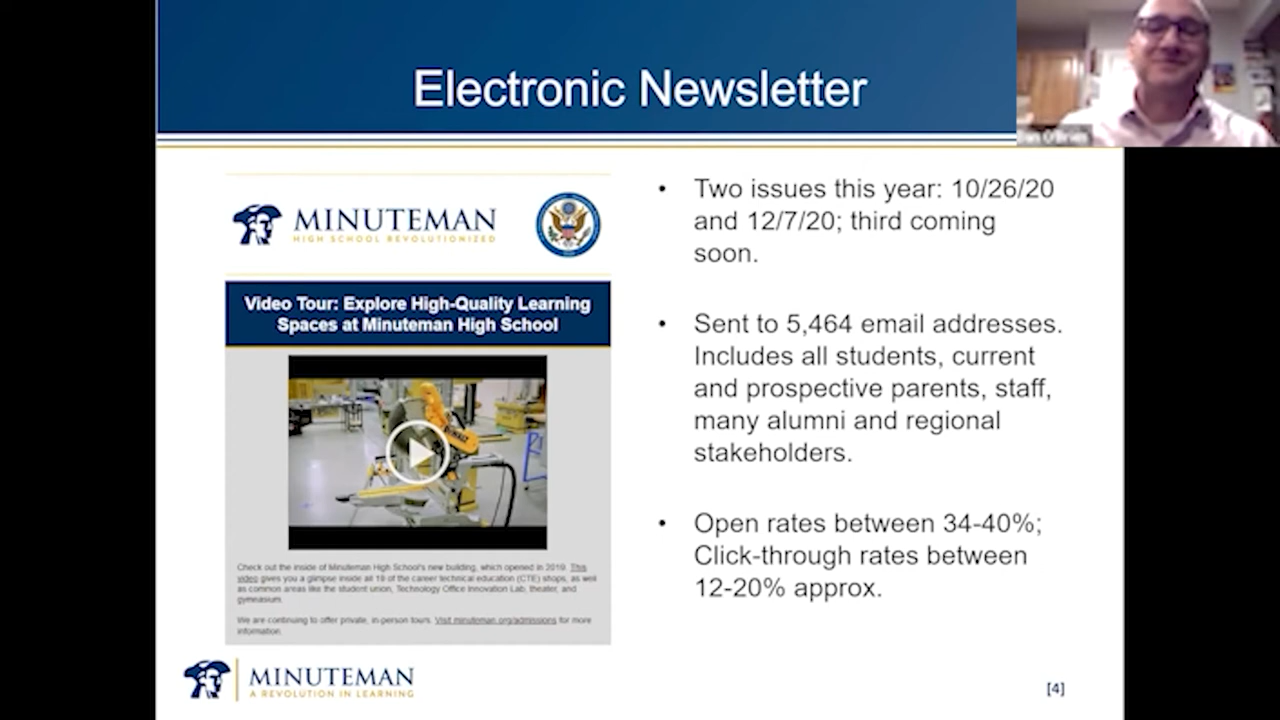 Electronic Newsletter
MINUTEMAN
HIGH SCHOOL REVOLUTIONIZED
Video Tour: Explore High-Quality Learning
Spaces at Minuteman High School
DEWALT
Check out the inside of Minuteman High School's new building, which opened in 2019. This
video gives you a glimpse inside all 19 of the career technical education (CTE) shops, as well
as common areas like the student union, Technology Office Innovation Lab, theater, and
gymnasium.
We are continuing to offer private, in-person tours. Visit minuteman.org/admissions for more
information.
• Two issues this year: 10/26/20
and 12/7/20; third coming
soon.
• Sent to 5,464 email addresses.
Includes all students, current
and prospective parents, staff,
many alumni and regional
stakeholders.
• Open rates between 34-40%;
Click-through rates between
12-20% approx.
MINUTEMAN
A REVOLUTION IN LEARNING
[4]
O'Brien